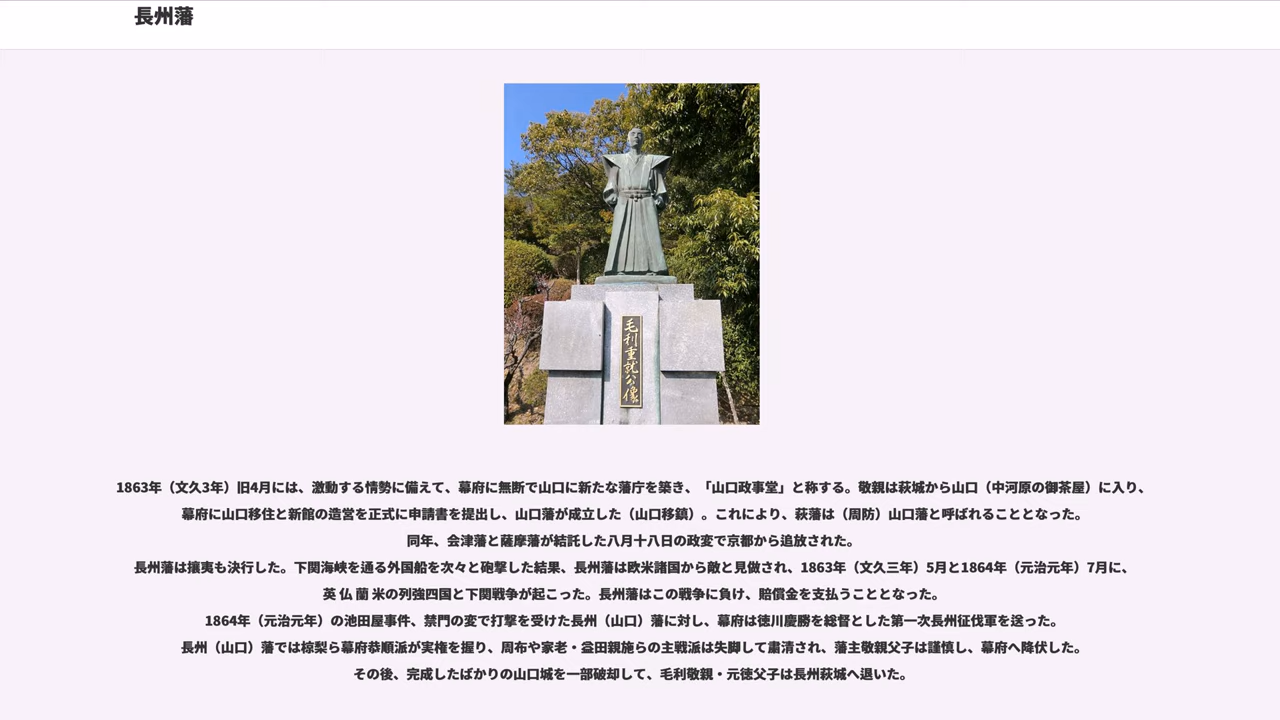 長州藩
毛利重就公像
1863年（文久3年）旧4月には、激動する情勢に備えて、幕府に無断で山口に新たな藩庁を築き、「山口政事堂」と称する。敬親は萩城から山口（中河原の御茶屋）に入り、
幕府に山口移住と新館の造営を正式に申請書を提出し、山口藩が成立した（山口移鎮）。これにより、萩藩は（周防）山口藩と呼ばれることとなった。
同年、会津藩と薩摩藩が結託した八月十八日の政変で京都から追放された。
長州藩は攘夷も決行した。下関海峡を通る外国船を次々と砲撃した結果、長州藩は欧米諸国から敵と見做され、1863年（文久三年）5月と1864年（元治元年）7月に、
英 仏 蘭 米の列強四国と下関戦争が起こった。長州藩はこの戦争に負け、賠償金を支払うこととなった。
1864年（元治元年）の池田屋事件、禁門の変で打撃を受けた長州（山口）藩に対し、幕府は徳川慶勝を総督とした第一次長州征伐軍を送った。
長州（山口）藩では椋梨ら幕府恭順派が実権を握り、周布や家老・益田親施らの主戦派は失脚して粛清され、藩主敬親父子は謹慎し、幕府へ降伏した。
その後、完成したばかりの山口城を一部破却して、毛利敬親・元徳父子は長州萩城へ退いた。